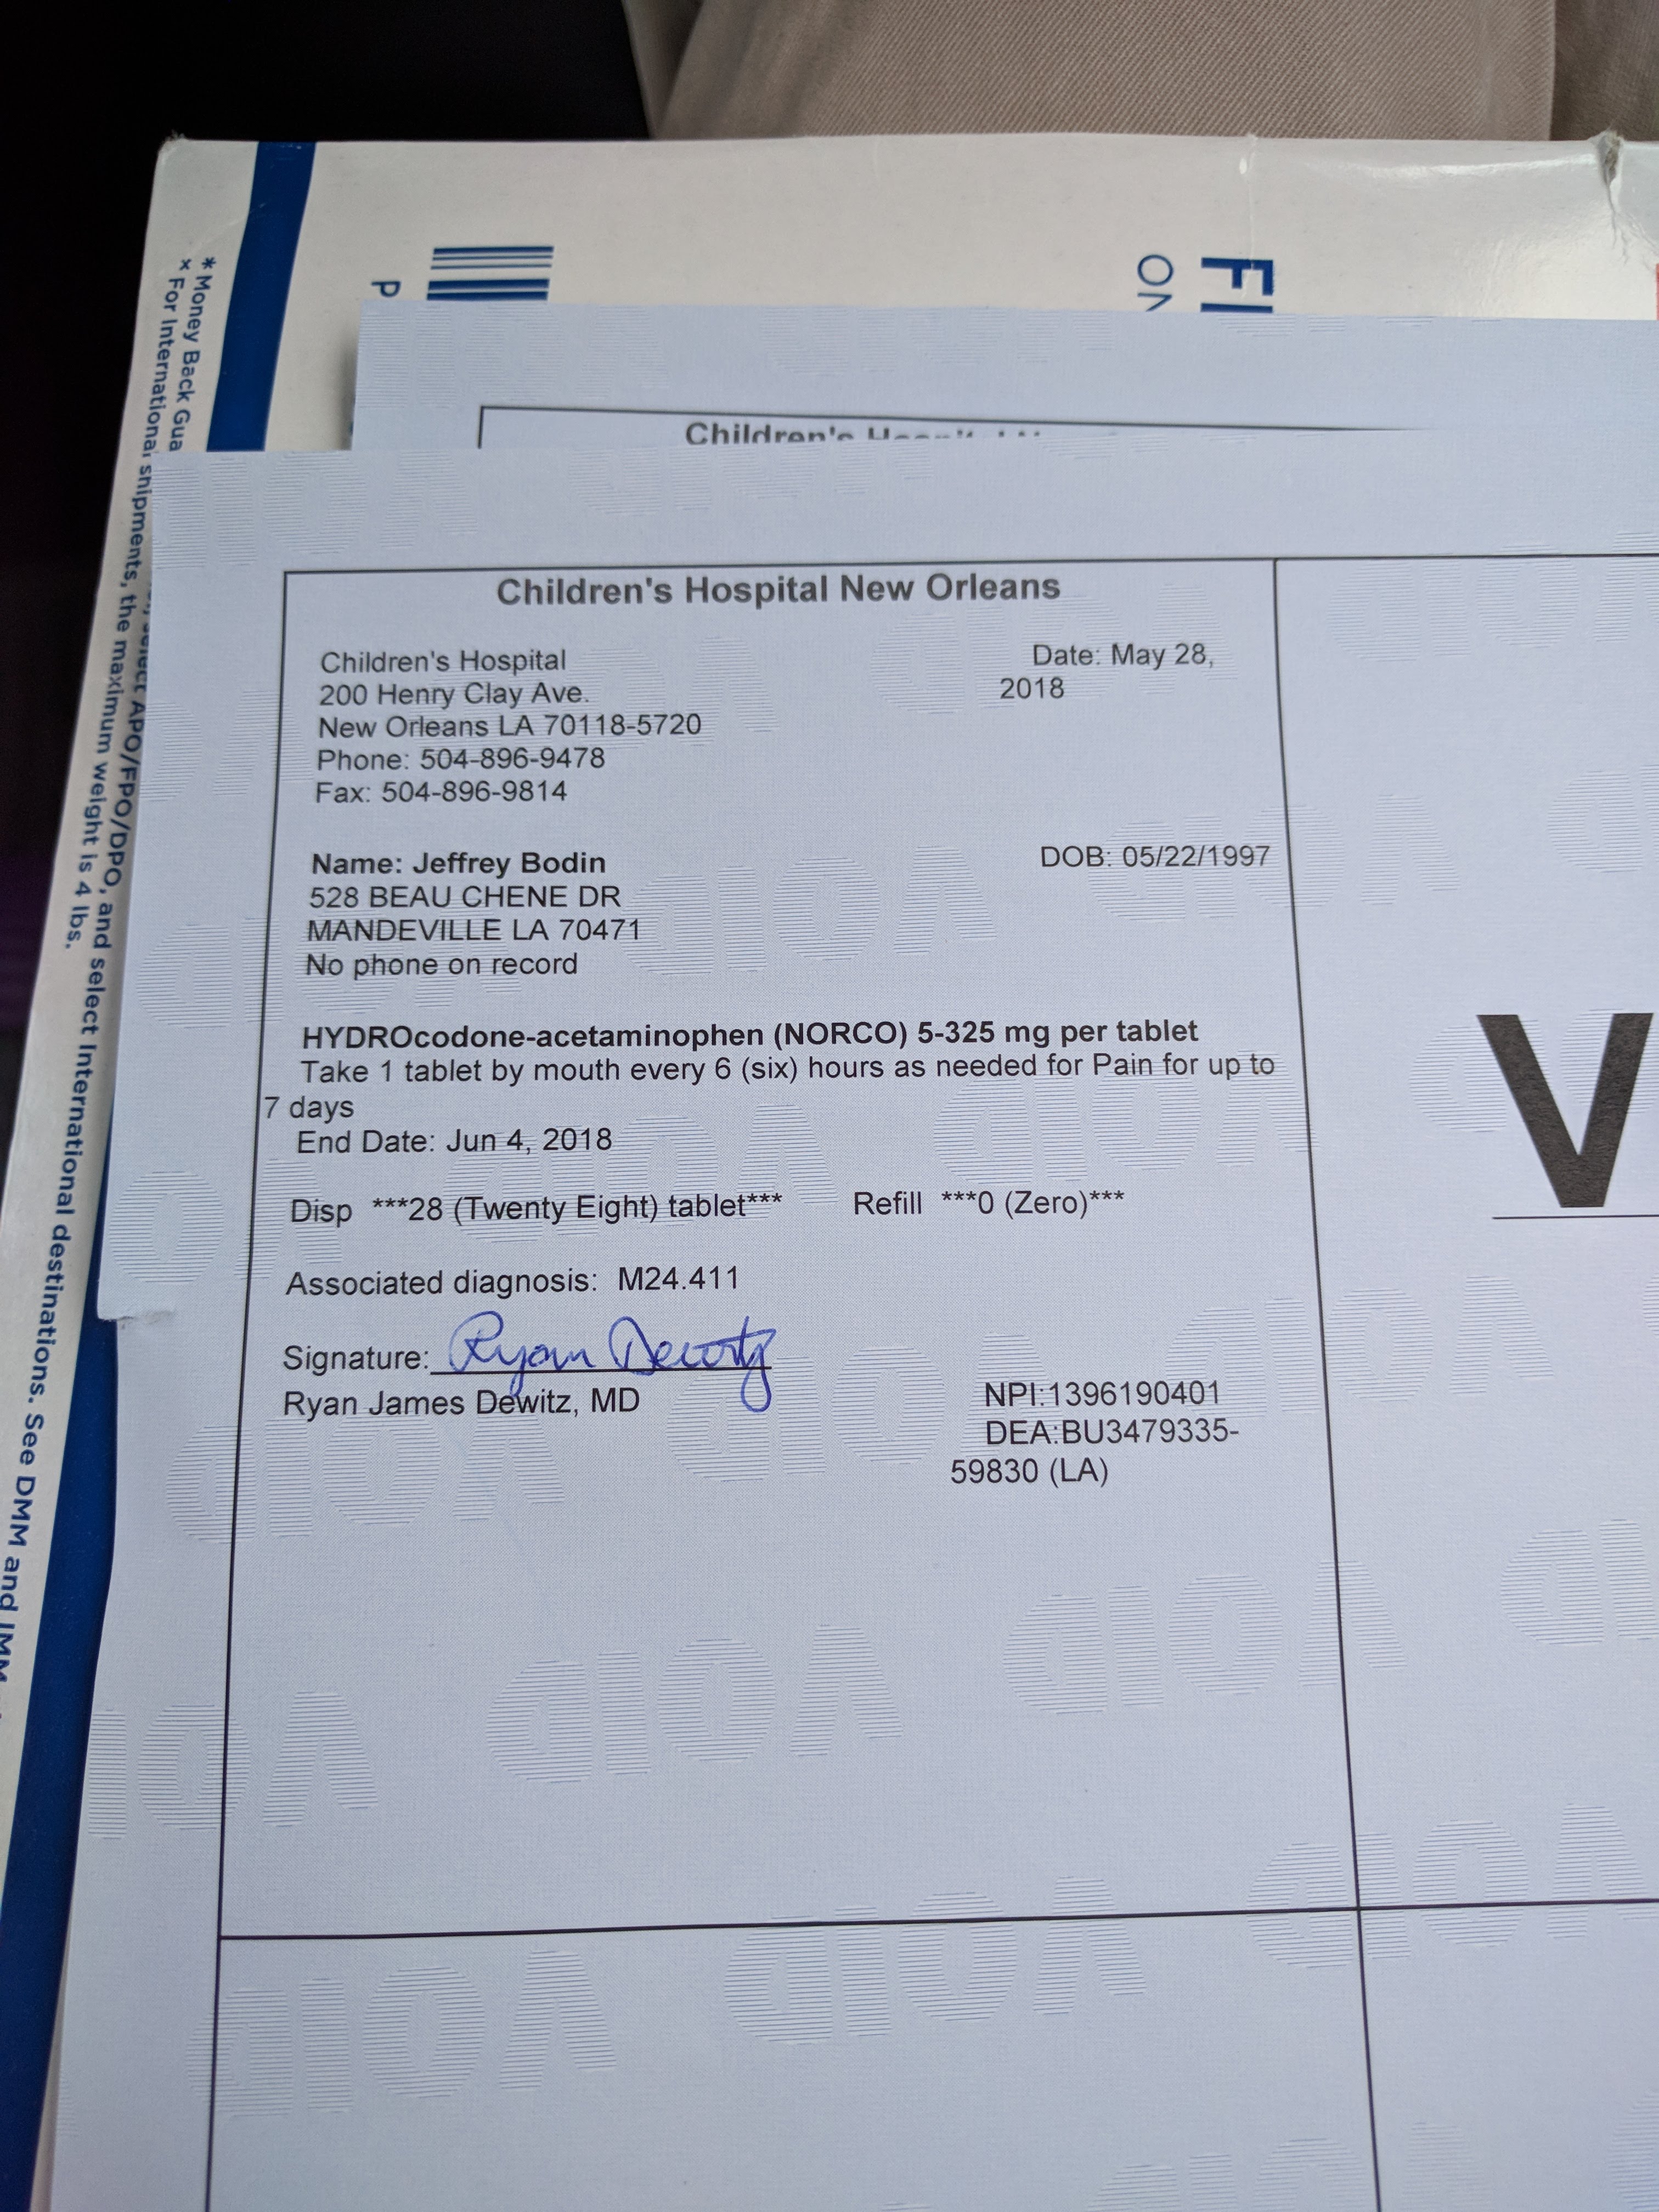 * Money Back Gua
× For International shipments, the maximum weight is 4 lbs.
select APO/FPO/DPO, and select International destinations. See DMM and IMM
P
FI
ON
Children's
Children's Hospital New Orleans
Children's Hospital
Date: May 28,
200 Henry Clay Ave.
2018
New Orleans LA 70118-5720
Phone: 504-896-9478
Fax: 504-896-9814
Name: Jeffrey Bodin
DOB: 05/22/1997
528 BEAU CHENE DR
MANDEVILLE LA 70471
No phone on record
HYDROcodone-acetaminophen (NORCO) 5-325 mg per tablet
Take 1 tablet by mouth every 6 (six) hours as needed for Pain for up to
7 days
End Date: Jun 4, 2018
Disp ***28 (Twenty Eight) tablet*** Refill ***0 (Zero)***
Associated diagnosis: M24.411
Signature: Ryan Dewitz
Ryan James Dewitz, MD
NPI:1396190401
DEA:BU3479335-
59830 (LA)
V
VOID